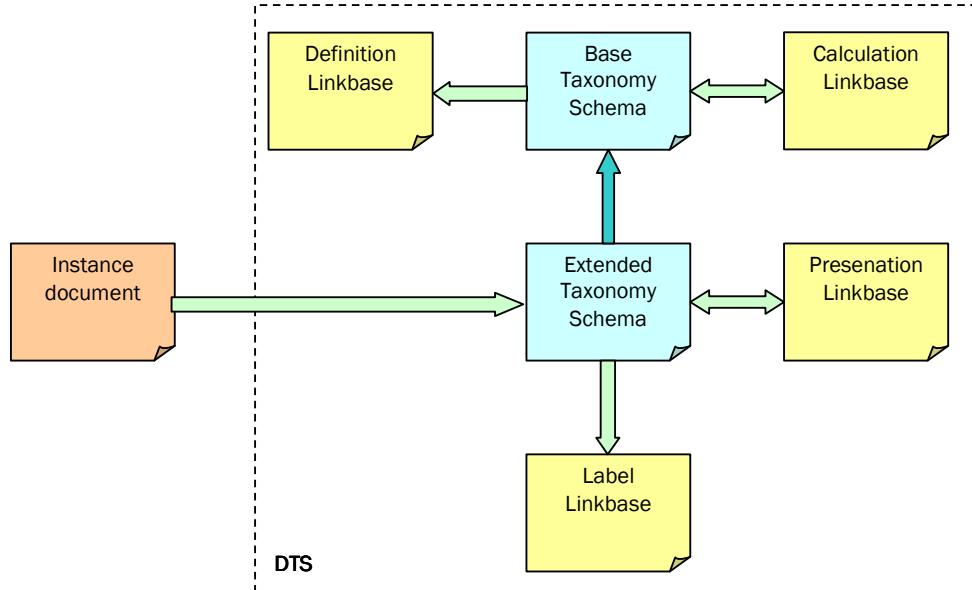 Definition
Linkbase
Base
Taxonomy
Schema
Calculation
Linkbase
Instance
document
Extended
Taxonomy
Schema
Presenation
Linkbase
Label
Linkbase
DTS